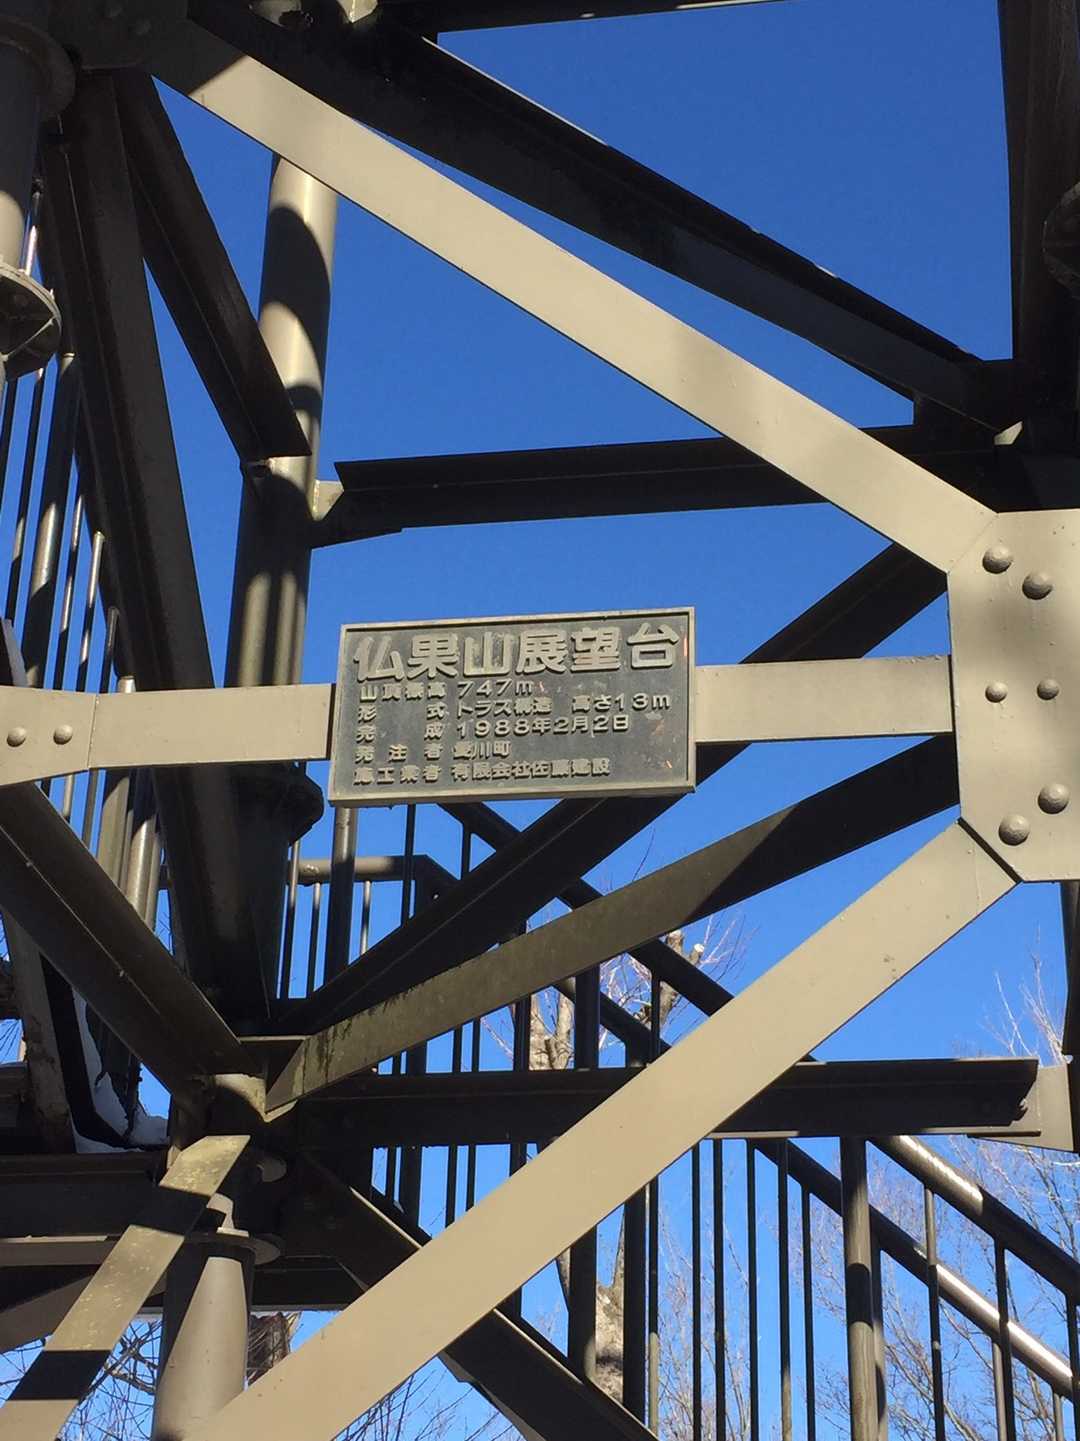 仏果山展望台
山頂標高 747m
形 式 トラス構造 高さ13m
完 成 1988年2月2日
発注者 愛川町
施工業者 有限会社佐藤建設